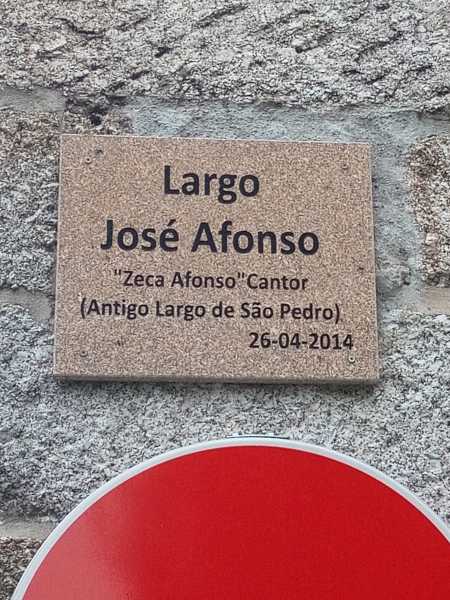 Largo
José Afonso
"Zeca Afonso"Cantor
(Antigo Largo de São Pedro)
26-04-2014